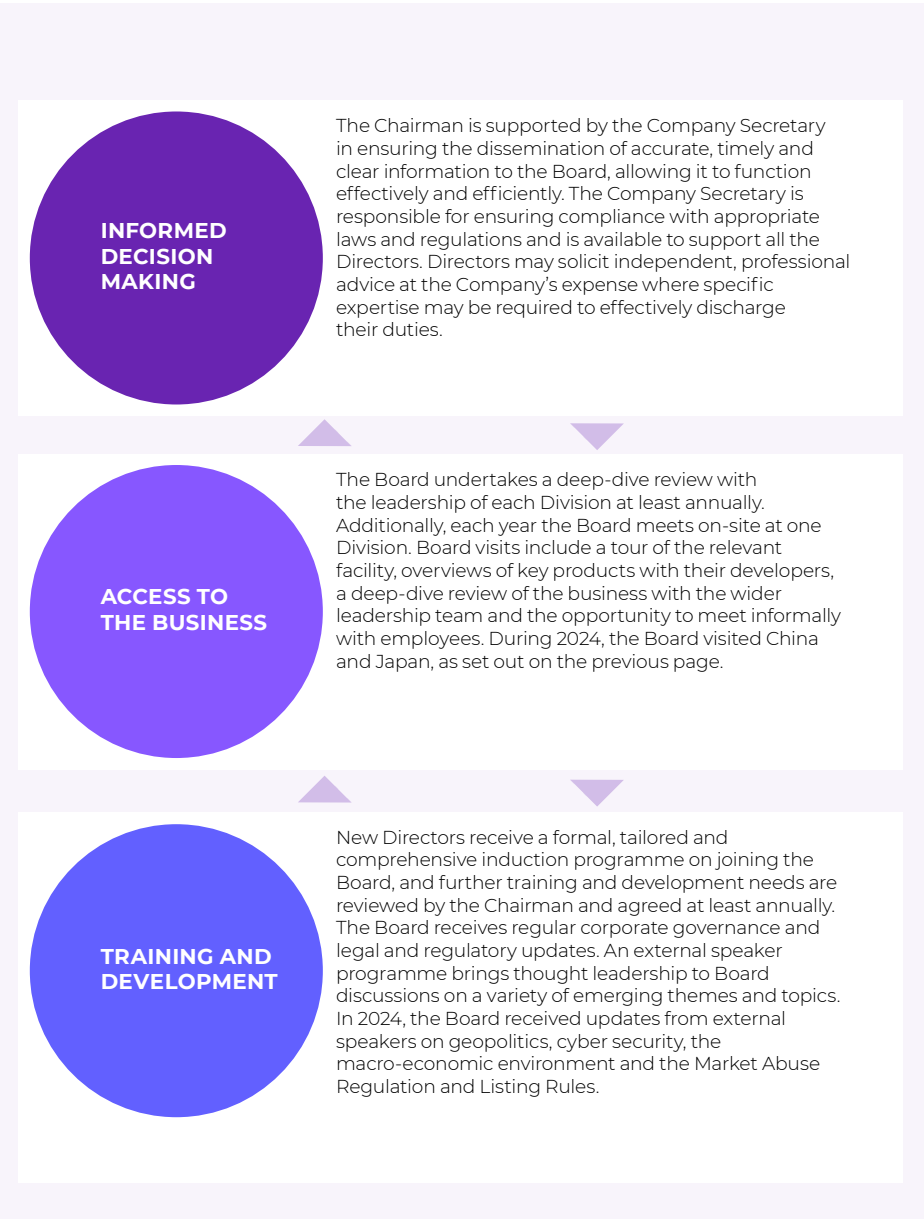 INFORMED
DECISION
MAKING
The Chairman is supported by the Company Secretary
in ensuring the dissemination of accurate, timely and
clear information to the Board, allowing it to function
effectively and efficiently. The Company Secretary is
responsible for ensuring compliance with appropriate
laws and regulations and is available to support all the
Directors. Directors may solicit independent, professional
advice at the Company’s expense where specific
expertise may be required to effectively discharge
their duties.
ACCESS TO
THE BUSINESS
The Board undertakes a deep-dive review with
the leadership of each Division at least annually.
Additionally, each year the Board meets on-site at one
Division. Board visits include a tour of the relevant
facility, overviews of key products with their developers,
a deep-dive review of the business with the wider
leadership team and the opportunity to meet informally
with employees. During 2024, the Board visited China
and Japan, as set out on the previous page.
TRAINING AND
DEVELOPMENT
New Directors receive a formal, tailored and
comprehensive induction programme on joining the
Board, and further training and development needs are
reviewed by the Chairman and agreed at least annually.
The Board receives regular corporate governance and
legal and regulatory updates. An external speaker
programme brings thought leadership to Board
discussions on a variety of emerging themes and topics.
In 2024, the Board received updates from external
speakers on geopolitics, cyber security, the
macro-economic environment and the Market Abuse
Regulation and Listing Rules.